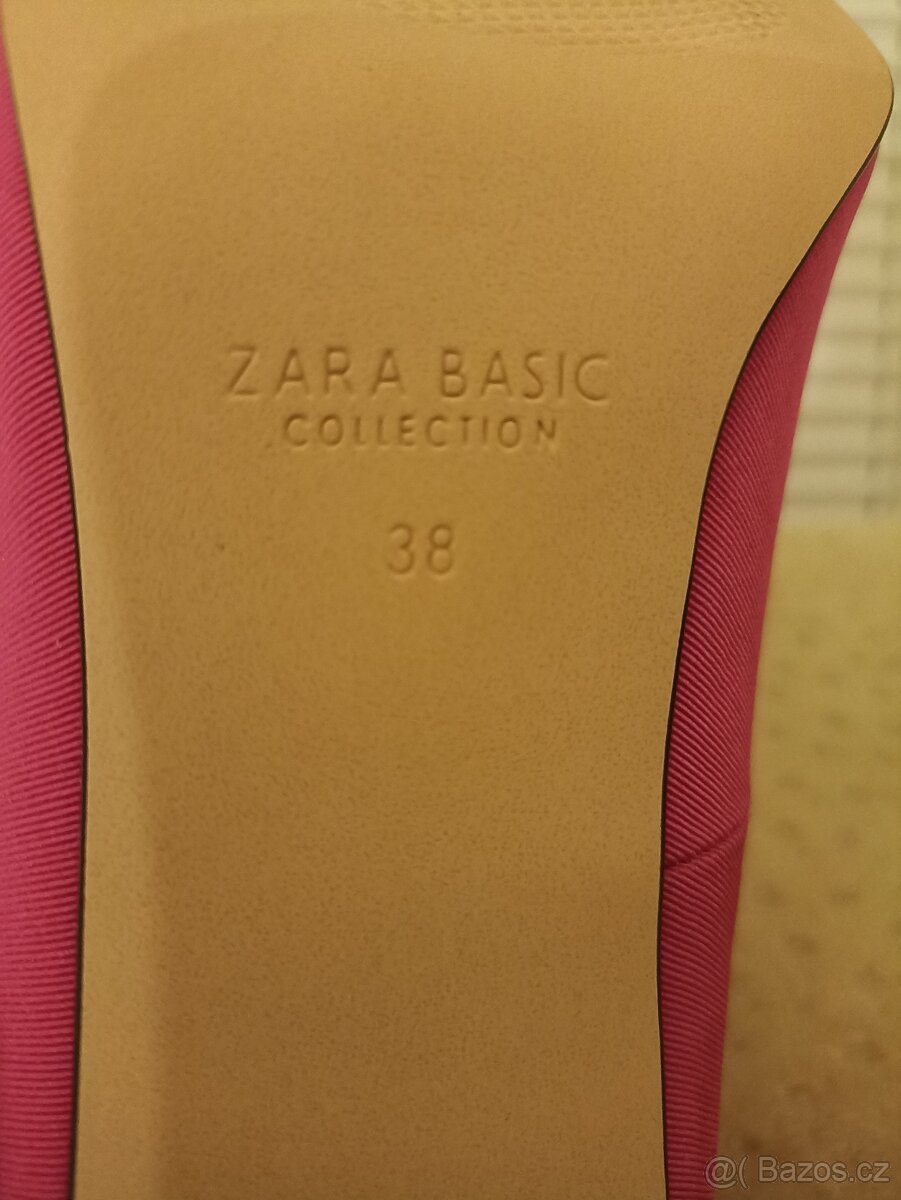 ZARA BASIC
COLLECTION
38
@( Bazos.cz